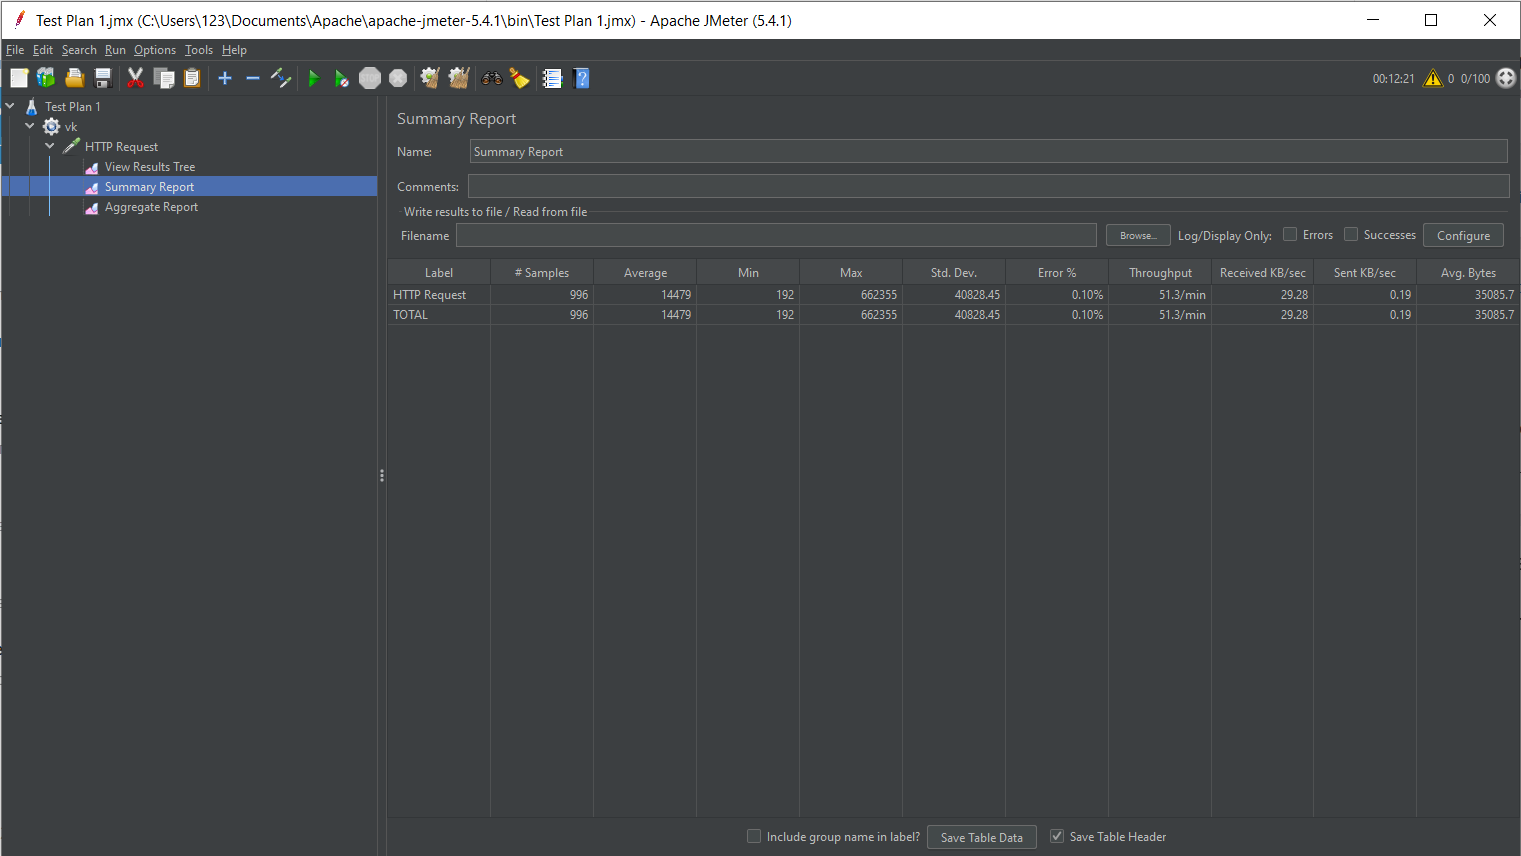 Test Plan 1.jmx (C:\Users\123\Documents\Apache\apache-jmeter-5.4.1\bin\Test Plan 1.jmx) - Apache JMeter (5.4.1)
File Edit Search Run Options Tools Help
STOP 00:12:21 0 0/100
Test Plan 1
vk
HTTP Request
View Results Tree
Summary Report
Aggregate Report
Summary Report
Name: Summary Report
Comments:
Write results to file / Read from file
Filename Browse... Log/Display Only: Errors Successes Configure
Label # Samples Average Min Max Std. Dev. Error % Throughput Received KB/sec Sent KB/sec Avg. Bytes
HTTP Request 996 14479 192 662355 40828.45 0.10% 51.3/min 29.28 0.19 35085.7
TOTAL 996 14479 192 662355 40828.45 0.10% 51.3/min 29.28 0.19 35085.7
Include group name in label? Save Table Data Save Table Header